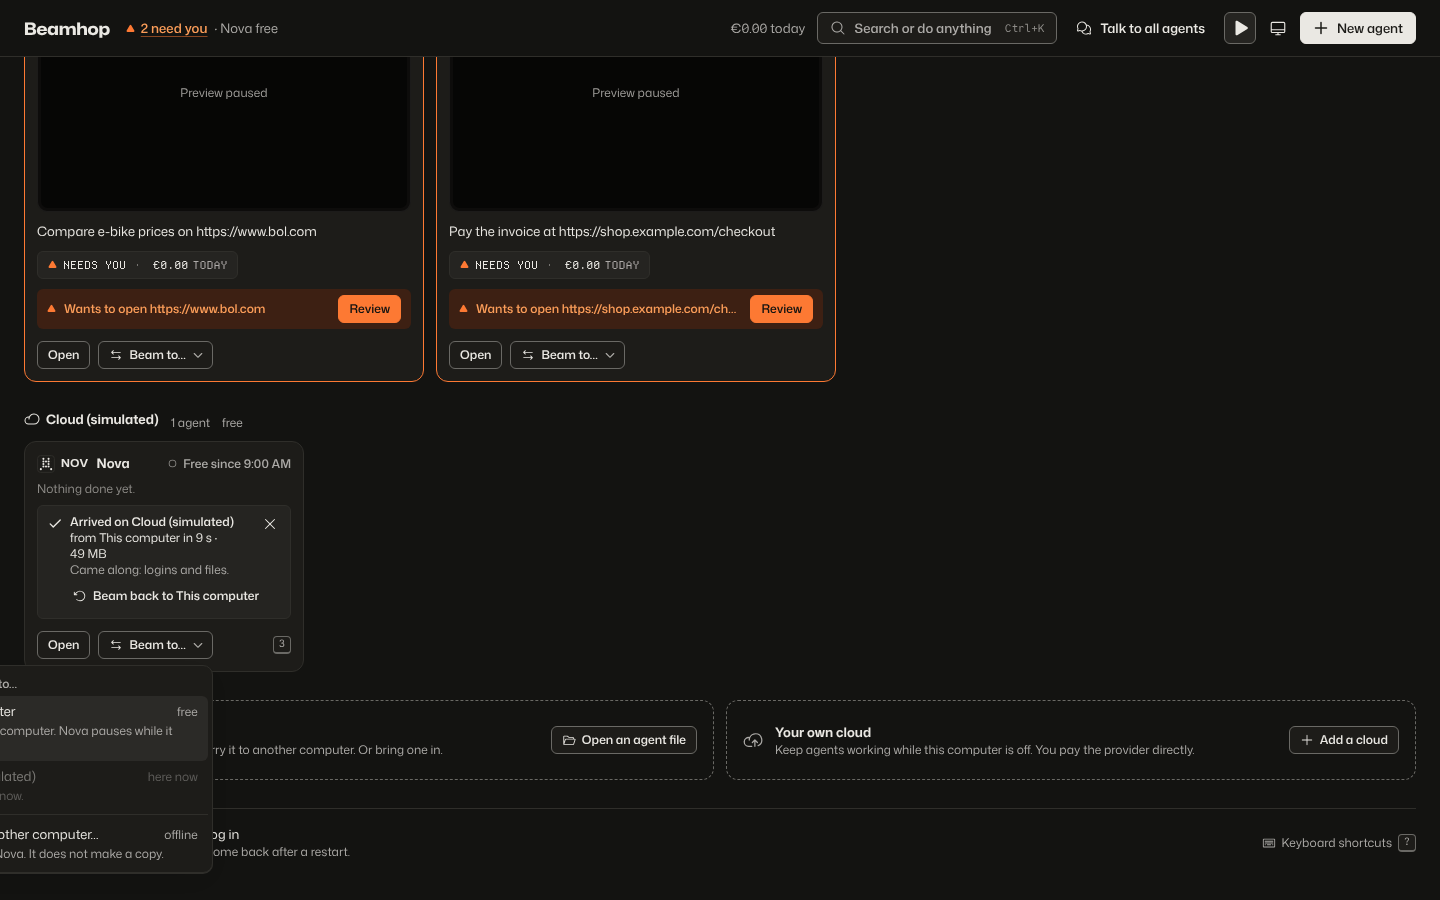 Beamhop
2 need you · Nova free
€0.00 today
Search or do anything Ctrl+K
Talk to all agents
New agent
Preview paused
Preview paused
Compare e-bike prices on https://www.bol.com
NEEDS YOU · €0.00 TODAY
Wants to open https://www.bol.com
Review
Open
Beam to...
Pay the invoice at https://shop.example.com/checkout
NEEDS YOU · €0.00 TODAY
Wants to open https://shop.example.com/ch...
Review
Open
Beam to...
Cloud (simulated) 1 agent free
NOV Nova
Free since 9:00 AM
Nothing done yet.
Arrived on Cloud (simulated)
from This computer in 9 s ·
49 MB
Came along: logins and files.
Beam back to This computer
Open
Beam to...
3
to...
ter free
computer. Nova pauses while it
lated) here now
now.
other computer... offline
Nova. It does not make a copy.
rry it to another computer. Or bring one in.
Open an agent file
Your own cloud
Keep agents working while this computer is off. You pay the provider directly.
Add a cloud
og in
ome back after a restart.
Keyboard shortcuts ?